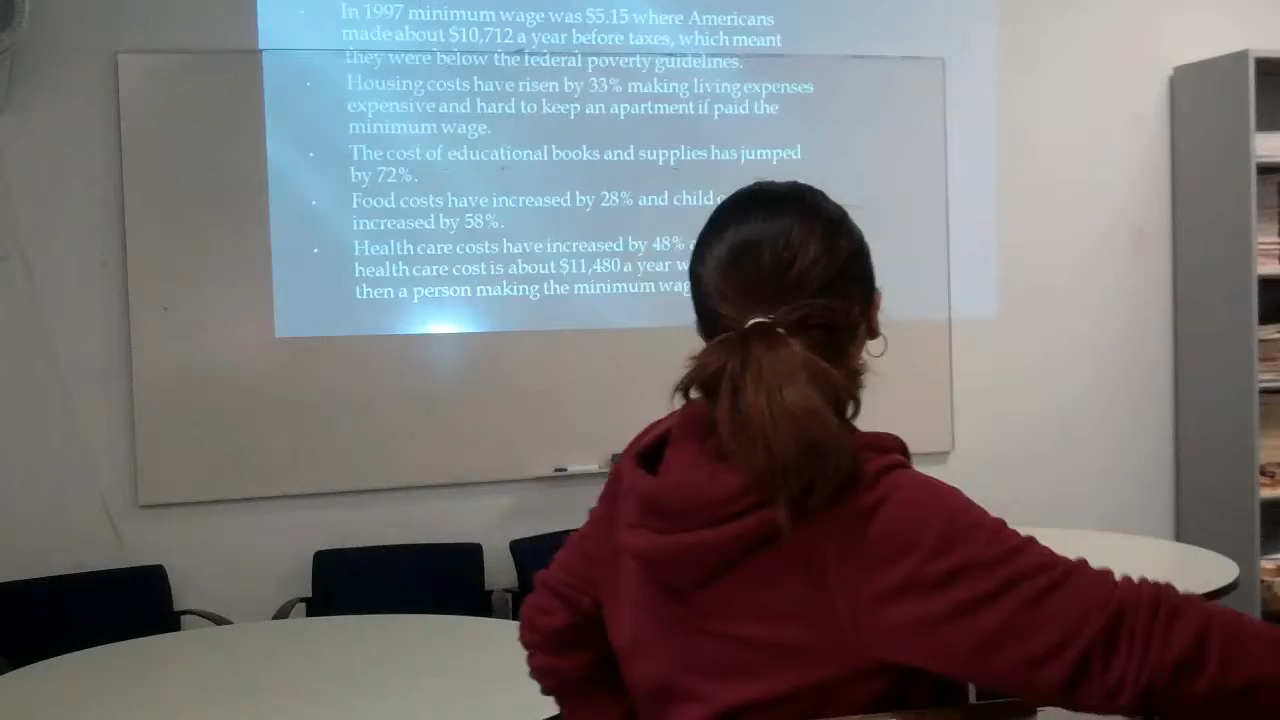 In 1997 minimum wage was $5.15 where Americans
made about $10,712 a year before taxes, which meant
they were below the federal poverty guidelines.
Housing costs have risen by 33% making living expenses
expensive and hard to keep an apartment if paid the
minimum wage.
The cost of educational books and supplies has jumped
by 72%.
Food costs have increased by 28% and child
increased by 58%.
Health care costs have increased by 48%
health care cost is about $11,480 a year
then a person making the minimum